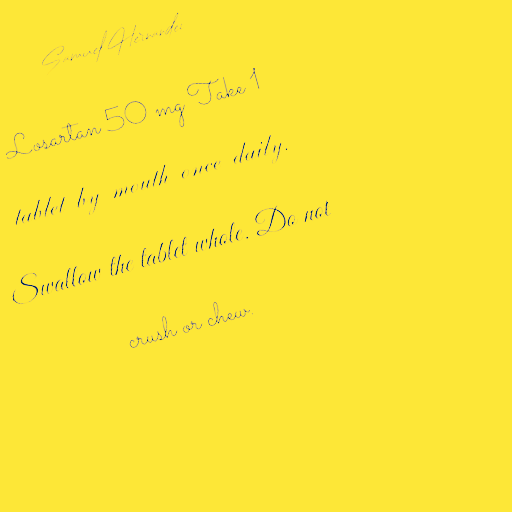 Samuel Hernandez
Losartan 50 mg Take 1
tablet by mouth once daily.
Swallow the tablet whole. Do not
crush or chew.